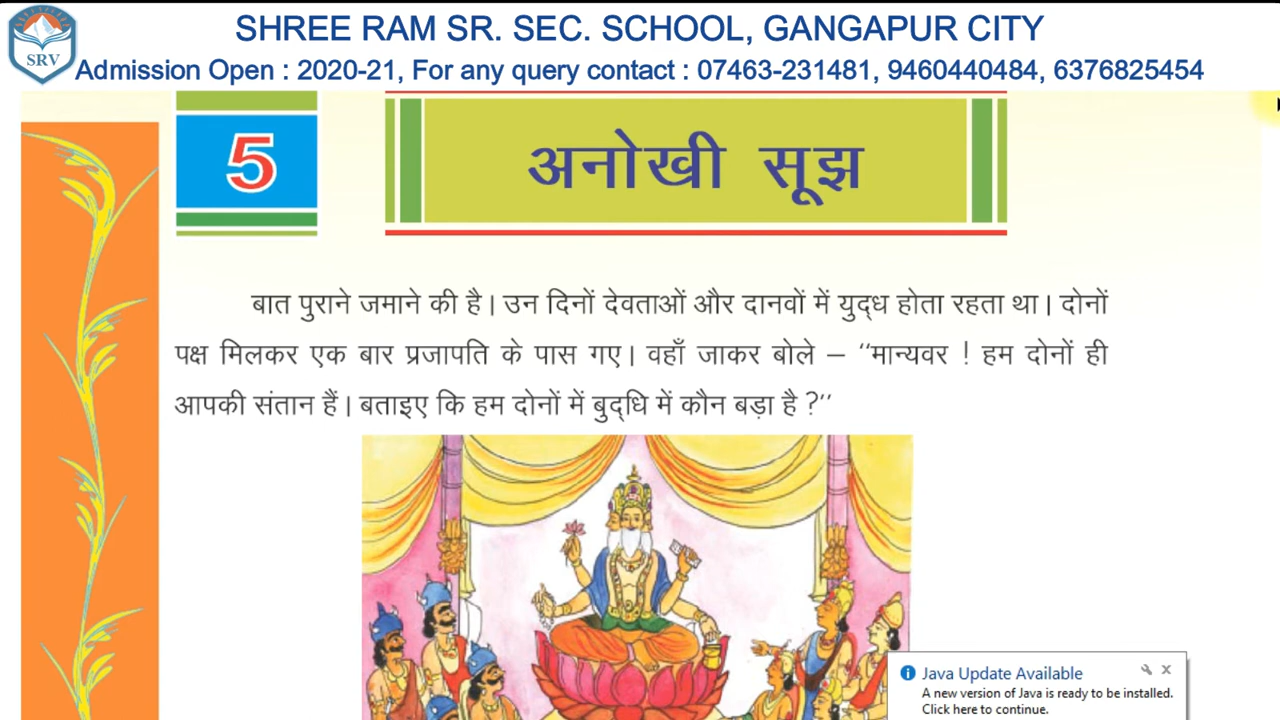 SHREE RAM SR. SEC. SCHOOL, GANGAPUR CITY
SRV
Admission Open : 2020-21, For any query contact : 07463-231481, 9460440484, 6376825454
5
अनोखी सूझ
बात पुराने जमाने की है। उन दिनों देवताओं और दानवों में युद्ध होता रहता था। दोनों
पक्ष मिलकर एक बार प्रजापति के पास गए। वहाँ जाकर बोले – ‘‘मान्यवर ! हम दोनों ही
आपकी संतान हैं। बताइए कि हम दोनों में बुद्धि में कौन बड़ा है ?’’
Java Update Available
A new version of Java is ready to be installed.
Click here to continue.